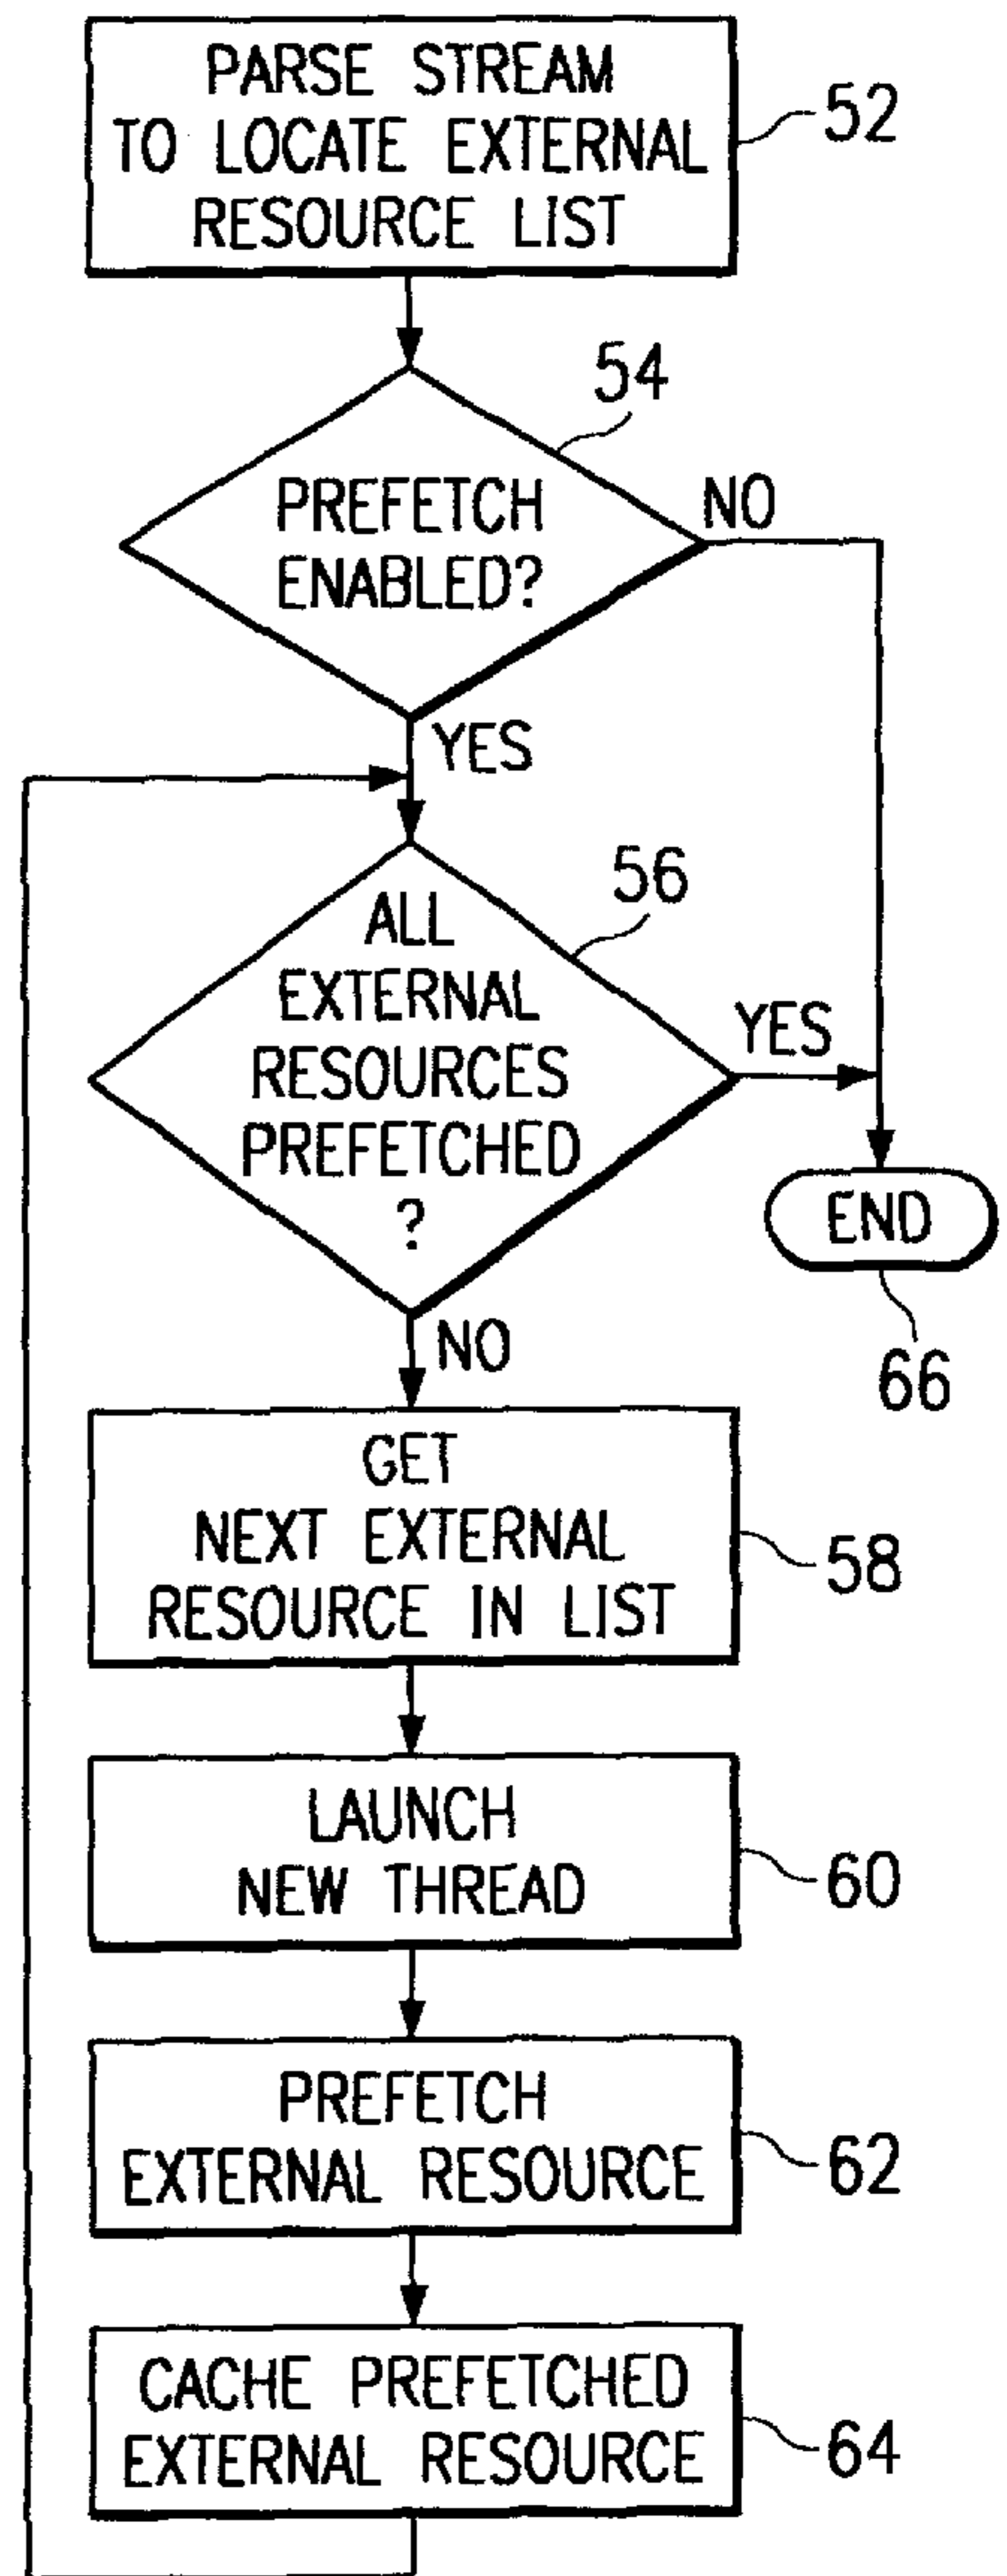 PARSE STREAM
TO LOCATE EXTERNAL
RESOURCE LIST
52
54
PREFETCH
ENABLED?
NO
YES
56
ALL
EXTERNAL
RESOURCES
PREFETCHED
?
YES
END
66
NO
GET
NEXT EXTERNAL
RESOURCE IN LIST
58
LAUNCH
NEW THREAD
60
PREFETCH
EXTERNAL RESOURCE
62
CACHE PREFETCHED
EXTERNAL RESOURCE
64